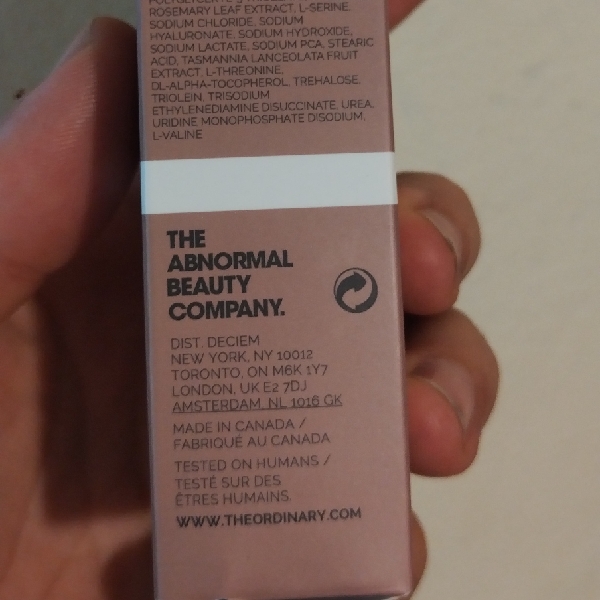 ROSEMARY LEAF EXTRACT, L-SERINE,
SODIUM CHLORIDE, SODIUM
HYALURONATE, SODIUM HYDROXIDE,
SODIUM LACTATE, SODIUM PCA, STEARIC
ACID, TASMANNIA LANCEOLATA FRUIT
EXTRACT, L-THREONINE,
DL-ALPHA-TOCOPHEROL, TREHALOSE,
TRIOLEIN, TRISODIUM
ETHYLENEDIAMINE DISUCCINATE, UREA,
URIDINE MONOPHOSPHATE DISODIUM,
L-VALINE
THE
ABNORMAL
BEAUTY
COMPANY.
DIST. DECIEM
NEW YORK, NY 10012
TORONTO, ON M6K 1Y7
LONDON, UK E2 7DJ
AMSTERDAM, NL 1016 GK
MADE IN CANADA /
FABRIQUÉ AU CANADA
TESTED ON HUMANS /
TESTÉ SUR DES
ÊTRES HUMAINS.
WWW.THEORDINARY.COM